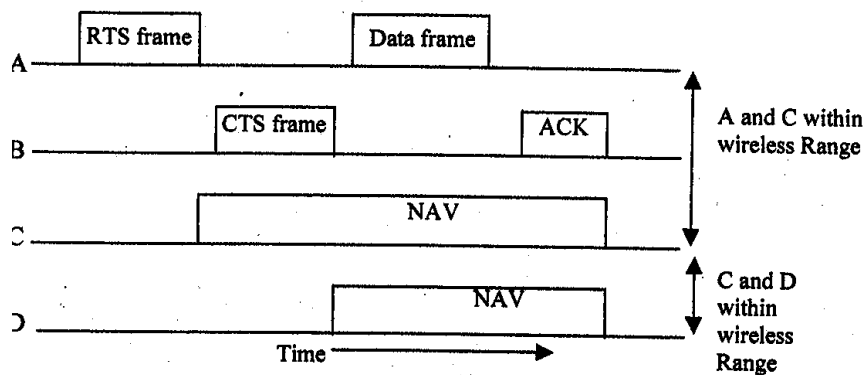 RTS frame
Data frame
A
CTS frame
ACK
B
A and C within
wireless Range
NAV
C
NAV
D
C and D
within
wireless
Range
Time